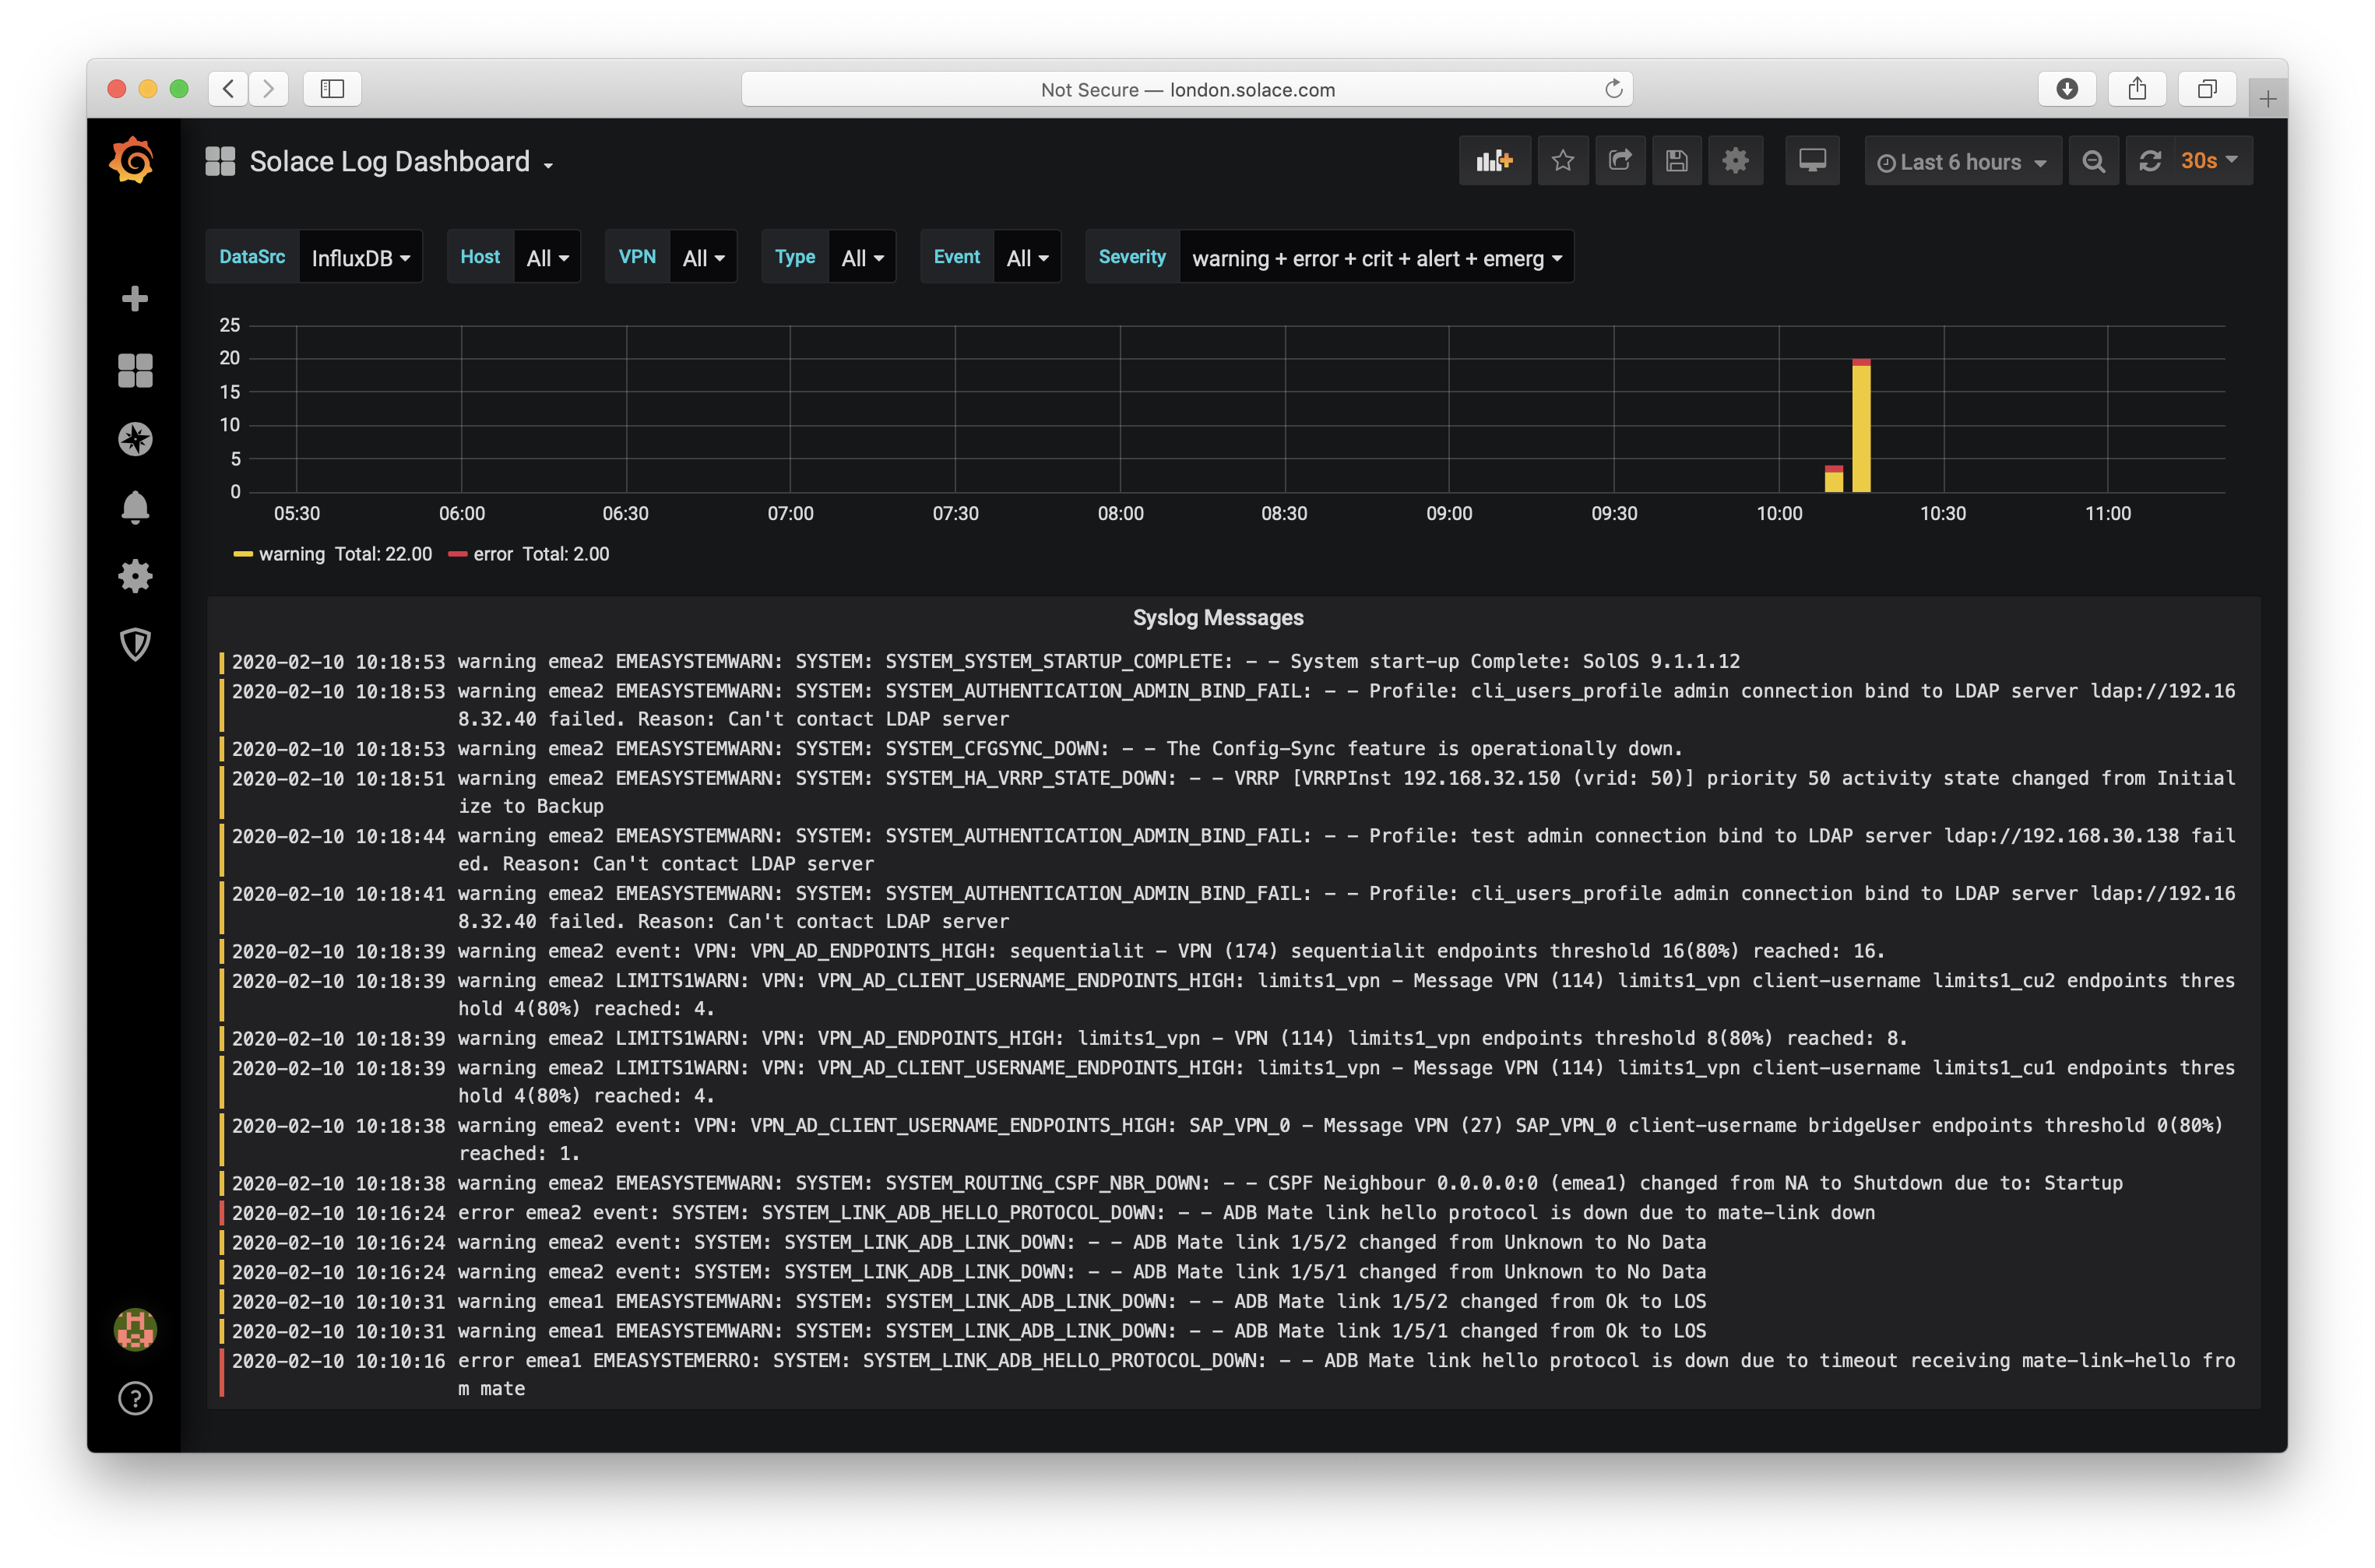 Not Secure — london.solace.com
Solace Log Dashboard
Last 6 hours
30s
DataSrc InfluxDB Host All VPN All Type All Event All Severity warning + error + crit + alert + emerg
25
20
15
10
5
0
05:30 06:00 06:30 07:00 07:30 08:00 08:30 09:00 09:30 10:00 10:30 11:00
warning Total: 22.00 error Total: 2.00
Syslog Messages
2020-02-10 10:18:53 warning emea2 EMEASYSTEMWARN: SYSTEM: SYSTEM_SYSTEM_STARTUP_COMPLETE: - - System start-up Complete: SolOS 9.1.1.12
2020-02-10 10:18:53 warning emea2 EMEASYSTEMWARN: SYSTEM: SYSTEM_AUTHENTICATION_ADMIN_BIND_FAIL: - - Profile: cli_users_profile admin connection bind to LDAP server ldap://192.16
8.32.40 failed. Reason: Can't contact LDAP server
2020-02-10 10:18:53 warning emea2 EMEASYSTEMWARN: SYSTEM: SYSTEM_CFGSYNC_DOWN: - - The Config-Sync feature is operationally down.
2020-02-10 10:18:51 warning emea2 EMEASYSTEMWARN: SYSTEM: SYSTEM_HA_VRRP_STATE_DOWN: - - VRRP [VRRPInst 192.168.32.150 (vrid: 50)] priority 50 activity state changed from Initial
ize to Backup
2020-02-10 10:18:44 warning emea2 EMEASYSTEMWARN: SYSTEM: SYSTEM_AUTHENTICATION_ADMIN_BIND_FAIL: - - Profile: test admin connection bind to LDAP server ldap://192.168.30.138 fail
ed. Reason: Can't contact LDAP server
2020-02-10 10:18:41 warning emea2 EMEASYSTEMWARN: SYSTEM: SYSTEM_AUTHENTICATION_ADMIN_BIND_FAIL: - - Profile: cli_users_profile admin connection bind to LDAP server ldap://192.16
8.32.40 failed. Reason: Can't contact LDAP server
2020-02-10 10:18:39 warning emea2 event: VPN: VPN_AD_ENDPOINTS_HIGH: sequentialit - VPN (174) sequentialit endpoints threshold 16(80%) reached: 16.
2020-02-10 10:18:39 warning emea2 LIMITS1WARN: VPN: VPN_AD_CLIENT_USERNAME_ENDPOINTS_HIGH: limits1_vpn - Message VPN (114) limits1_vpn client-username limits1_cu2 endpoints thres
hold 4(80%) reached: 4.
2020-02-10 10:18:39 warning emea2 LIMITS1WARN: VPN: VPN_AD_ENDPOINTS_HIGH: limits1_vpn - VPN (114) limits1_vpn endpoints threshold 8(80%) reached: 8.
2020-02-10 10:18:39 warning emea2 LIMITS1WARN: VPN: VPN_AD_CLIENT_USERNAME_ENDPOINTS_HIGH: limits1_vpn - Message VPN (114) limits1_vpn client-username limits1_cu1 endpoints thres
hold 4(80%) reached: 4.
2020-02-10 10:18:38 warning emea2 event: VPN: VPN_AD_CLIENT_USERNAME_ENDPOINTS_HIGH: SAP_VPN_0 - Message VPN (27) SAP_VPN_0 client-username bridgeUser endpoints threshold 0(80%)
reached: 1.
2020-02-10 10:18:38 warning emea2 EMEASYSTEMWARN: SYSTEM: SYSTEM_ROUTING_CSPF_NBR_DOWN: - - CSPF Neighbour 0.0.0.0:0 (emea1) changed from NA to Shutdown due to: Startup
2020-02-10 10:16:24 error emea2 event: SYSTEM: SYSTEM_LINK_ADB_HELLO_PROTOCOL_DOWN: - - ADB Mate link hello protocol is down due to mate-link down
2020-02-10 10:16:24 warning emea2 event: SYSTEM: SYSTEM_LINK_ADB_LINK_DOWN: - - ADB Mate link 1/5/2 changed from Unknown to No Data
2020-02-10 10:16:24 warning emea2 event: SYSTEM: SYSTEM_LINK_ADB_LINK_DOWN: - - ADB Mate link 1/5/1 changed from Unknown to No Data
2020-02-10 10:10:31 warning emea1 EMEASYSTEMWARN: SYSTEM: SYSTEM_LINK_ADB_LINK_DOWN: - - ADB Mate link 1/5/2 changed from Ok to LOS
2020-02-10 10:10:31 warning emea1 EMEASYSTEMWARN: SYSTEM: SYSTEM_LINK_ADB_LINK_DOWN: - - ADB Mate link 1/5/1 changed from Ok to LOS
2020-02-10 10:10:16 error emea1 EMEASYSTEMERRO: SYSTEM: SYSTEM_LINK_ADB_HELLO_PROTOCOL_DOWN: - - ADB Mate link hello protocol is down due to timeout receiving mate-link-hello fro
m mate